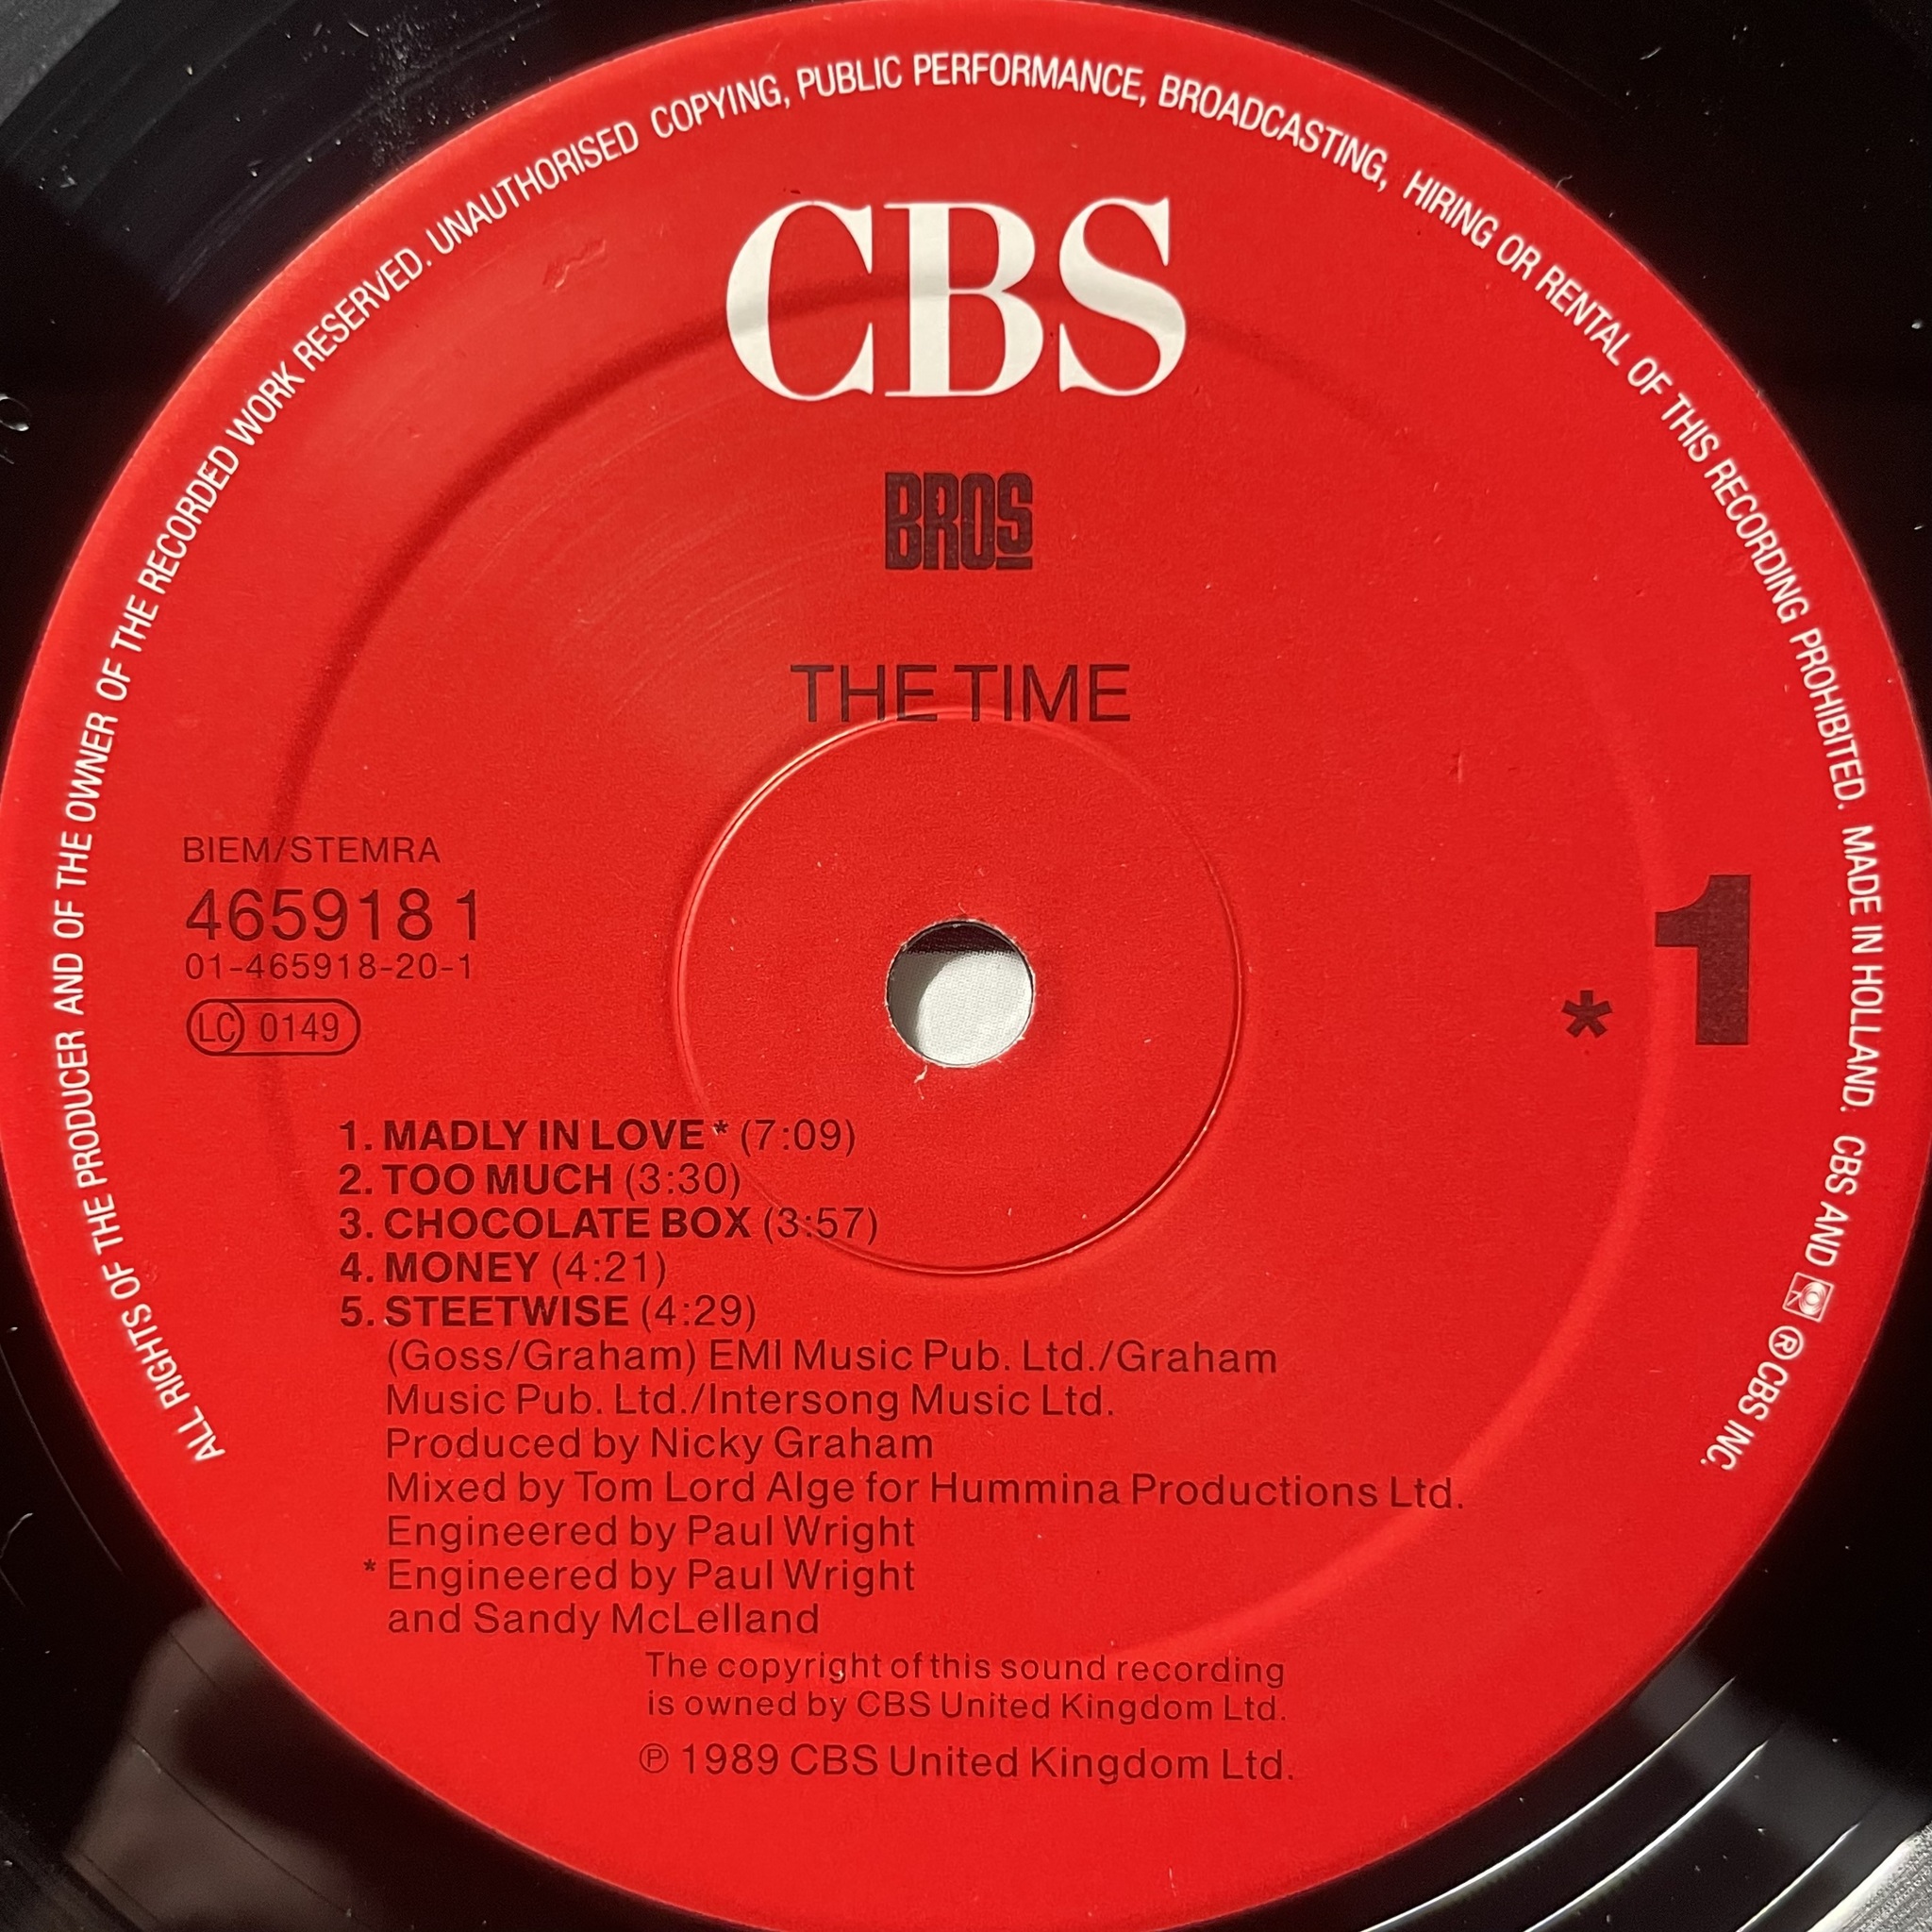 ALL RIGHTS OF THE PRODUCER AND OF THE OWNER OF THE RECORDED WORK RESERVED. UNAUTHORISED COPYING, PUBLIC PERFORMANCE, BROADCASTING, HIRING OR RENTAL OF THIS RECORDING PROHIBITED. MADE IN HOLLAND. CBS AND ® CBS INC.
CBS
BROS
THE TIME
BIEM/STEMRA
465918 1
01-465918-20-1
LC 0149
1
*
1. MADLY IN LOVE * (7:09)
2. TOO MUCH (3:30)
3. CHOCOLATE BOX (3:57)
4. MONEY (4:21)
5. STEETWISE (4:29)
(Goss/Graham) EMI Music Pub. Ltd./Graham
Music Pub. Ltd./Intersong Music Ltd.
Produced by Nicky Graham
Mixed by Tom Lord Alge for Hummina Productions Ltd.
Engineered by Paul Wright
* Engineered by Paul Wright
and Sandy McLelland
The copyright of this sound recording
is owned by CBS United Kingdom Ltd.
℗ 1989 CBS United Kingdom Ltd.